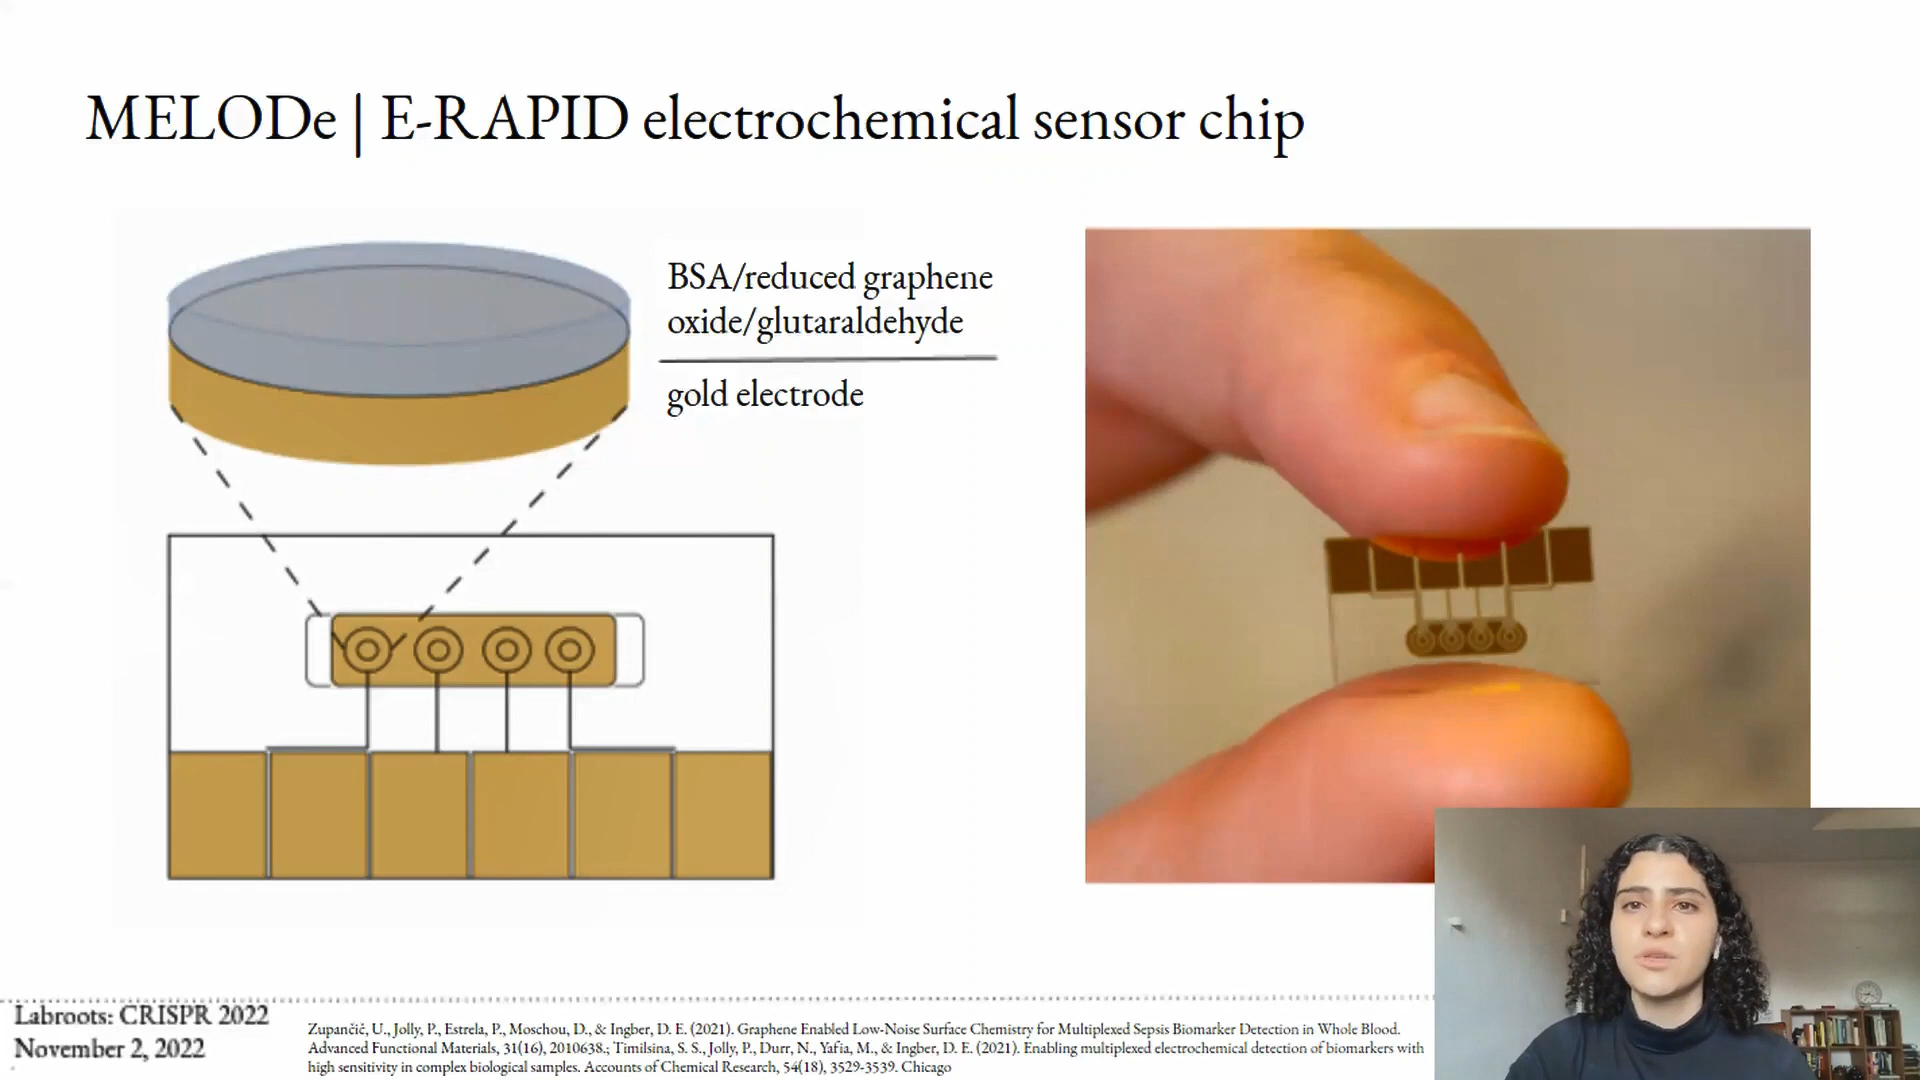 MELODe | E-RAPID electrochemical sensor chip
BSA/reduced graphene
oxide/glutaraldehyde
gold electrode
Labroots: CRISPR 2022
November 2, 2022
Zupančič, U., Jolly, P., Estrela, P., Moschou, D., & Ingber, D. E. (2021). Graphene Enabled Low-Noise Surface Chemistry for Multiplexed Sepsis Biomarker Detection in Whole Blood.
Advanced Functional Materials, 31(16), 2010638.; Timilsina, S. S., Jolly, P., Durr, N., Yafia, M., & Ingber, D. E. (2021). Enabling multiplexed electrochemical detection of biomarkers with
high sensitivity in complex biological samples. Accounts of Chemical Research, 54(18), 3529-3539. Chicago